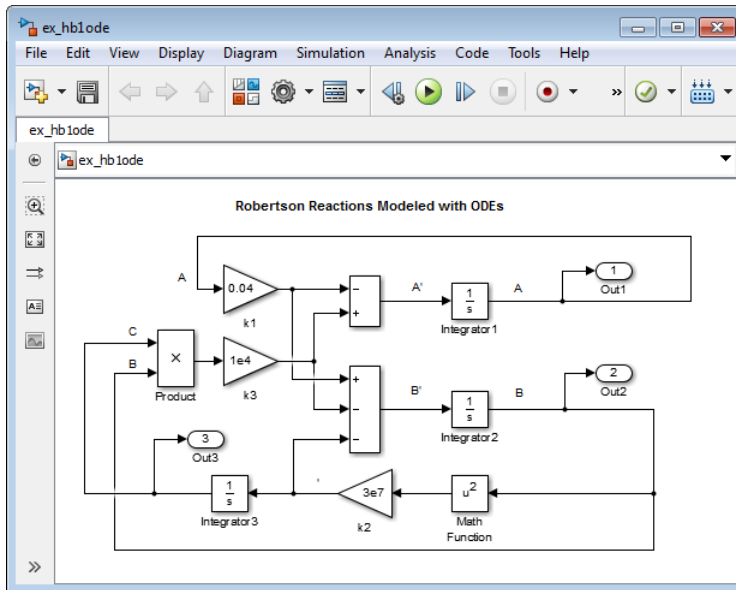 ex_hb1ode
File Edit View Display Diagram Simulation Analysis Code Tools Help
»
ex_hb1ode
ex_hb1ode
Robertson Reactions Modeled with ODEs
A
0.04
k1
−
+
A'
1
s
Integrator1
A
1
Out1
C
B
×
Product
1e4
k3
+
−
−
B'
1
s
Integrator2
B
2
Out2
3
Out3
1
s
Integrator3
'
3e7
k2
u2
Math
Function
»